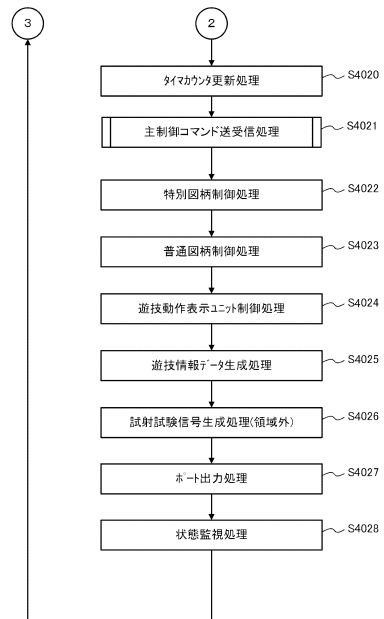 3
2
タイマカウンタ更新処理
S4020
主制御コマンド送受信処理
S4021
特別図柄制御処理
S4022
普通図柄制御処理
S4023
遊技動作表示ユニット制御処理
S4024
遊技情報データ生成処理
S4025
試射試験信号生成処理(領域外)
S4026
ポート出力処理
S4027
状態監視処理
S4028